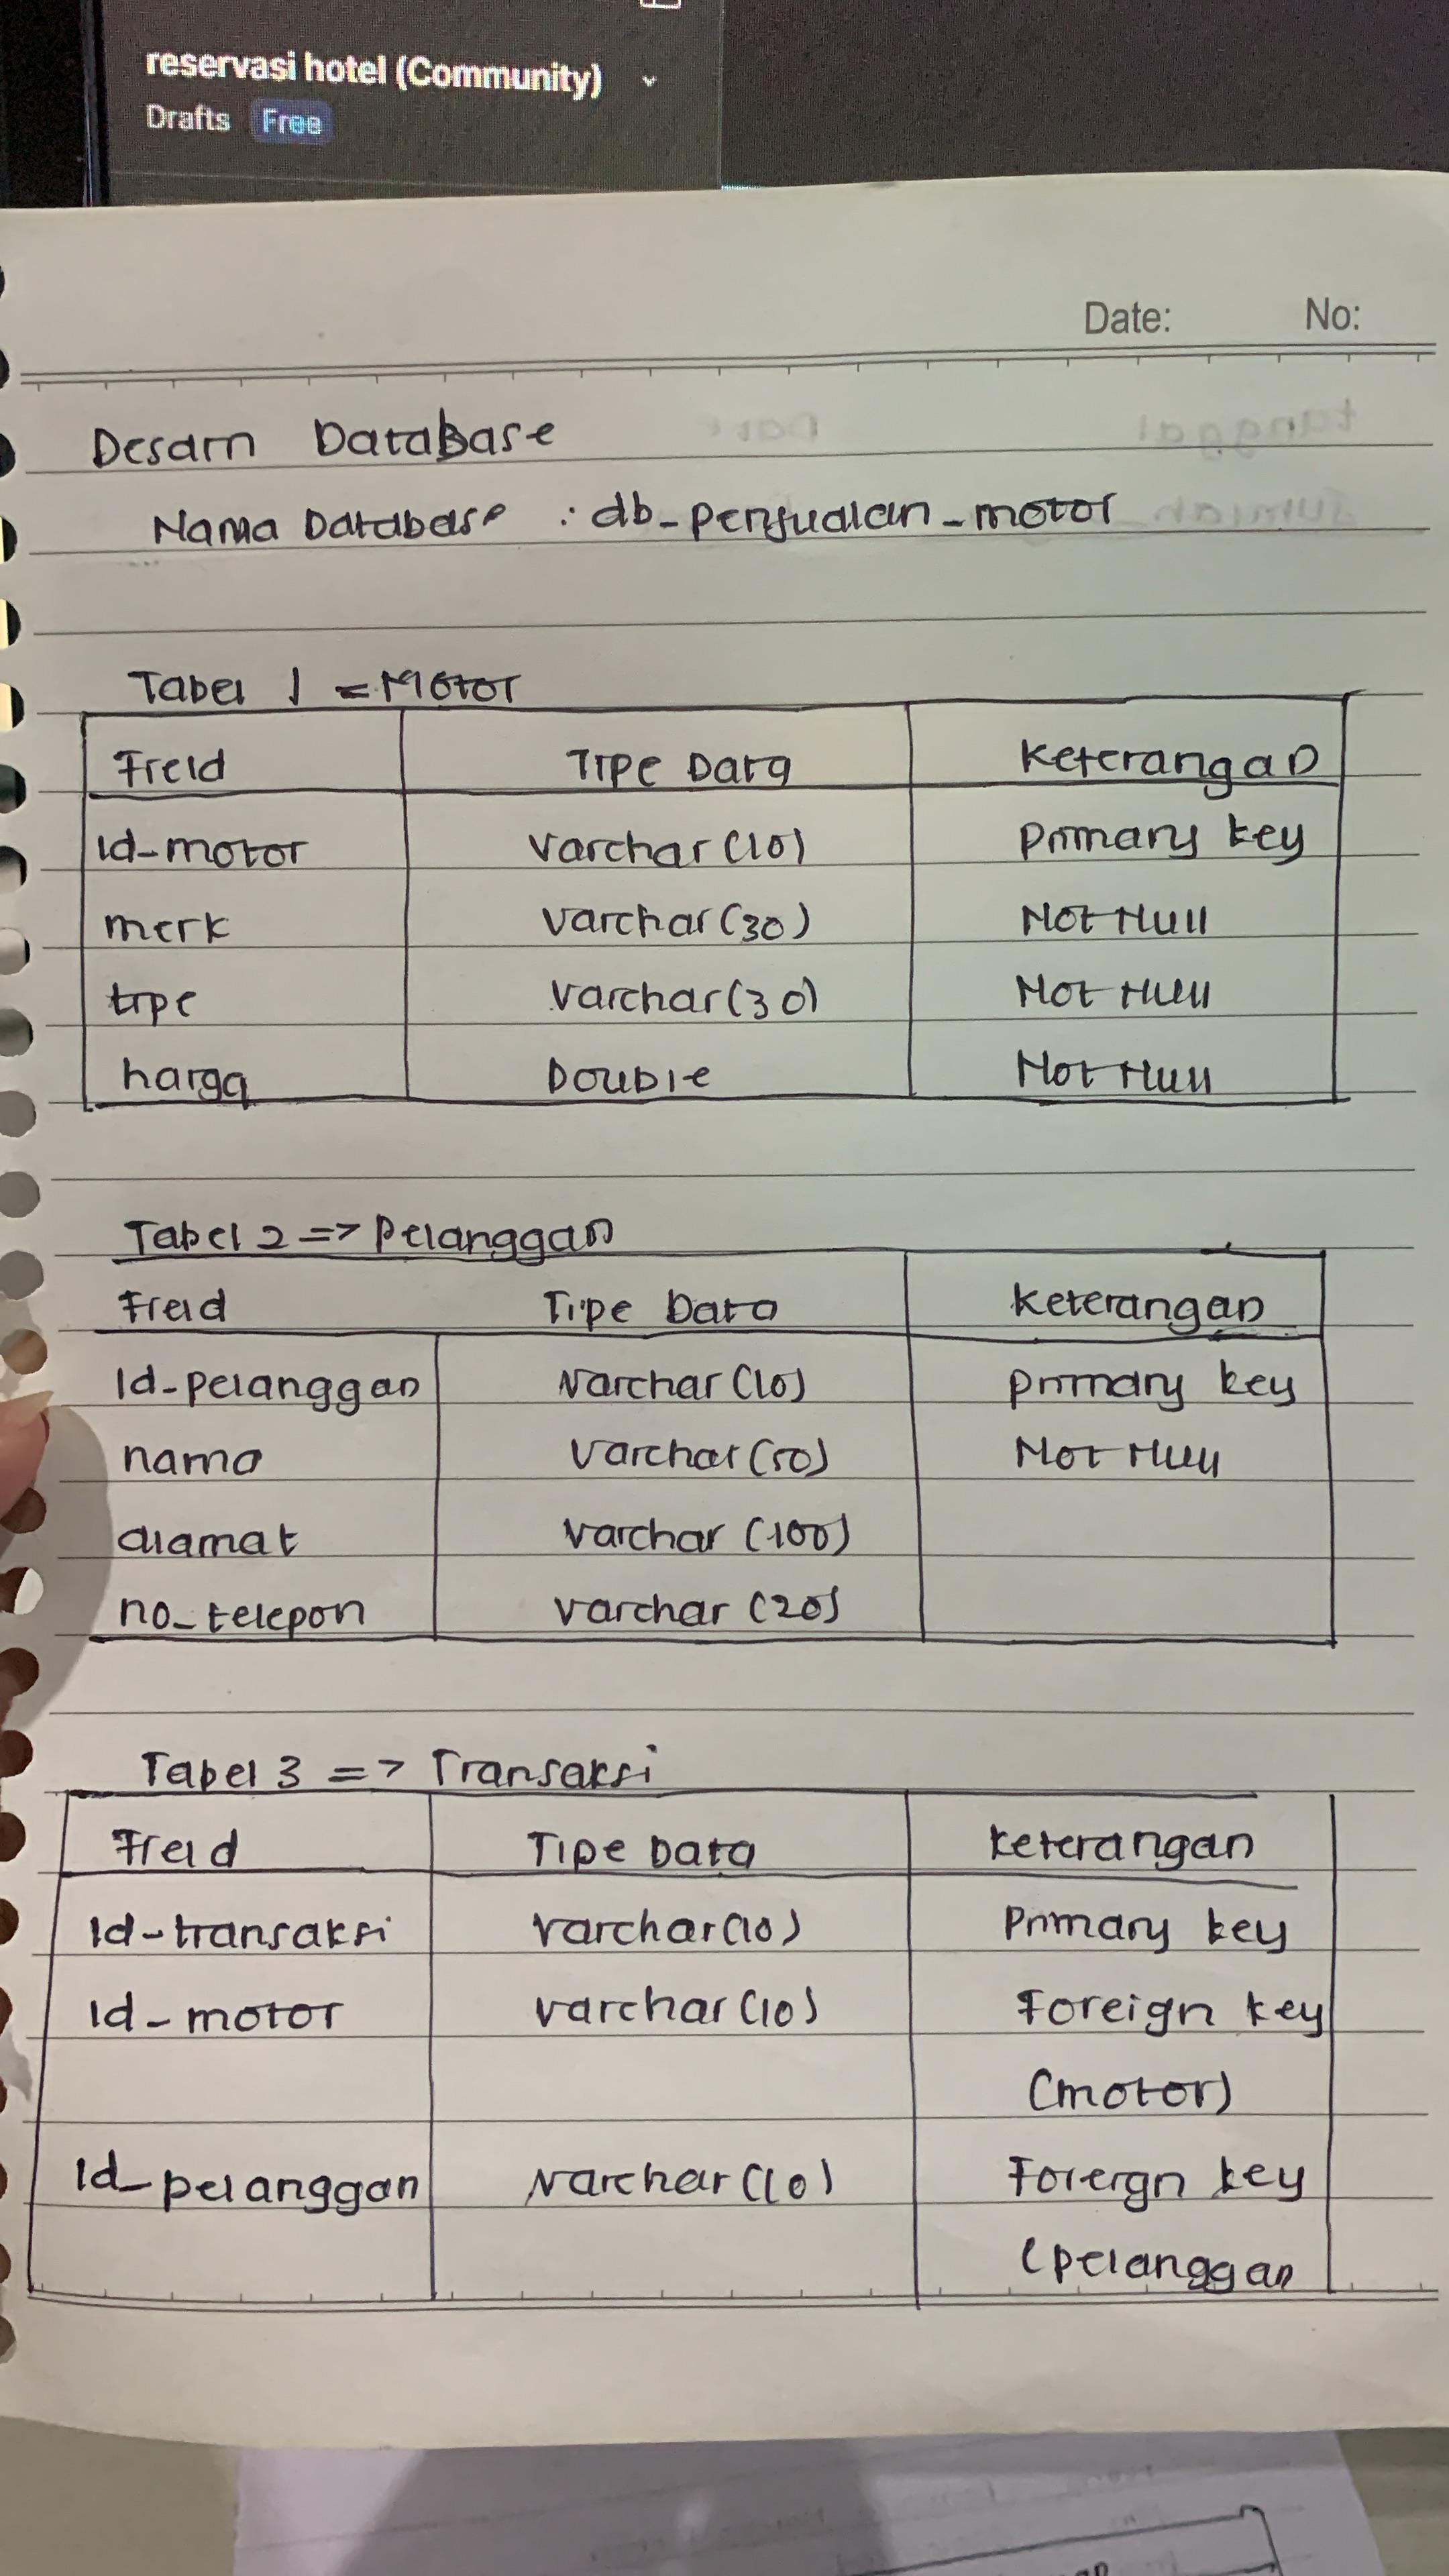 reservasi hotel (Community)
Drafts Free
Date: No:
Desain Database
Nama Database : db_penjualan_motor
Tabel 1 = Motor
Field Tipe Data Keterangan
id_motor Varchar(10) Primary key
merk Varchar(30) Not Null
tipe Varchar(30) Not Null
harga Double Not Null
Tabel 2 => Pelanggan
Field Tipe Data Keterangan
Id_pelanggan Varchar(10) Primary key
nama Varchar(50) Not Null
alamat Varchar (100)
no_telepon Varchar (20)
Tabel 3 => Transaksi
Field Tipe Data Keterangan
Id_transaksi Varchar(10) Primary key
Id_motor Varchar(10) Foreign key
(motor)
Id_pelanggan Varchar(10) Foreign key
(pelanggan